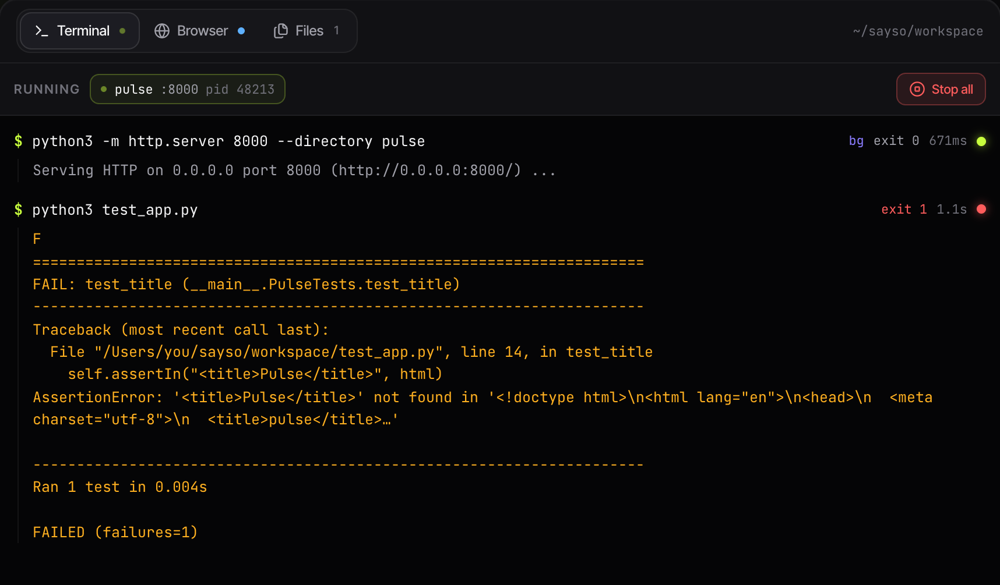 Terminal
Browser
Files 1
~/sayso/workspace
RUNNING
pulse :8000 pid 48213
Stop all
$ python3 -m http.server 8000 --directory pulse
bg exit 0 671ms
Serving HTTP on 0.0.0.0 port 8000 (http://0.0.0.0:8000/) ...
$ python3 test_app.py
exit 1 1.1s
F
======================================================================
FAIL: test_title (__main__.PulseTests.test_title)
----------------------------------------------------------------------
Traceback (most recent call last):
  File "/Users/you/sayso/workspace/test_app.py", line 14, in test_title
    self.assertIn("<title>Pulse</title>", html)
AssertionError: '<title>Pulse</title>' not found in '<!doctype html>\n<html lang="en">\n<head>\n  <meta
charset="utf-8">\n  <title>pulse</title>…'
----------------------------------------------------------------------
Ran 1 test in 0.004s
FAILED (failures=1)